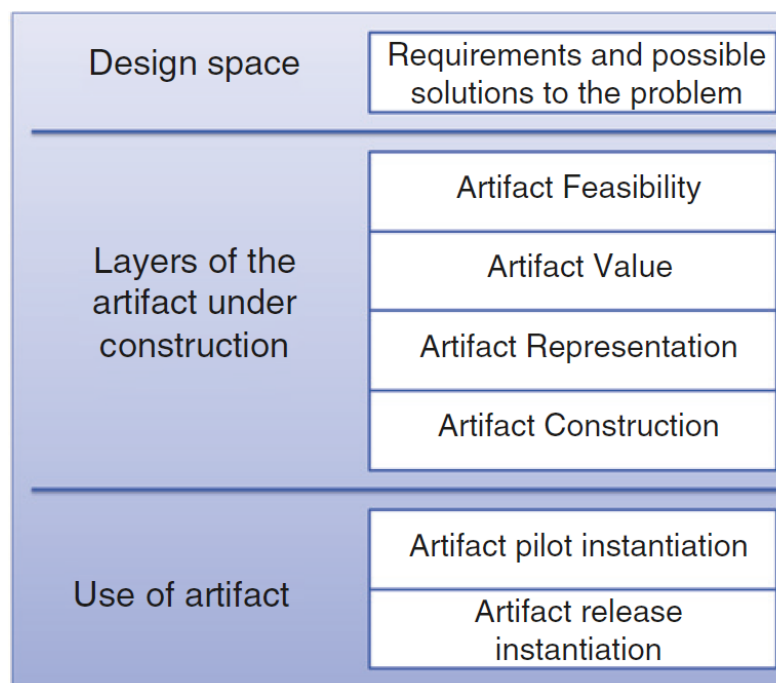 Design space
Requirements and possible
solutions to the problem
Layers of the
artifact under
construction
Artifact Feasibility
Artifact Value
Artifact Representation
Artifact Construction
Use of artifact
Artifact pilot instantiation
Artifact release
instantiation